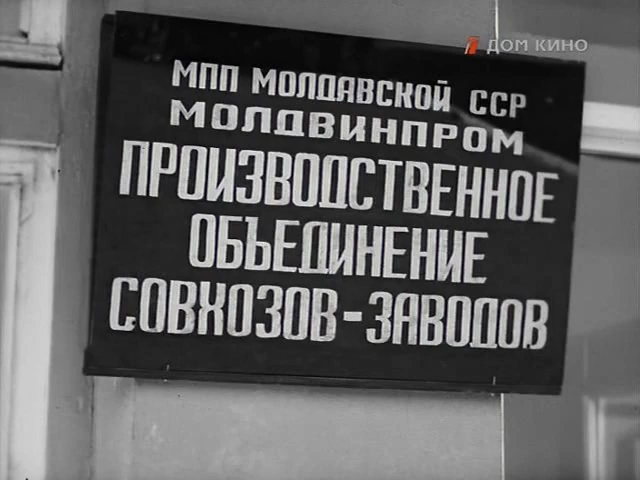 ДОМ КИНО
МПП МОЛДАВСКОЙ ССР
МОЛДВИНПРОМ
ПРОИЗВОДСТВЕННОЕ
ОБЪЕДИНЕНИЕ
СОВХОЗОВ-ЗАВОДОВ